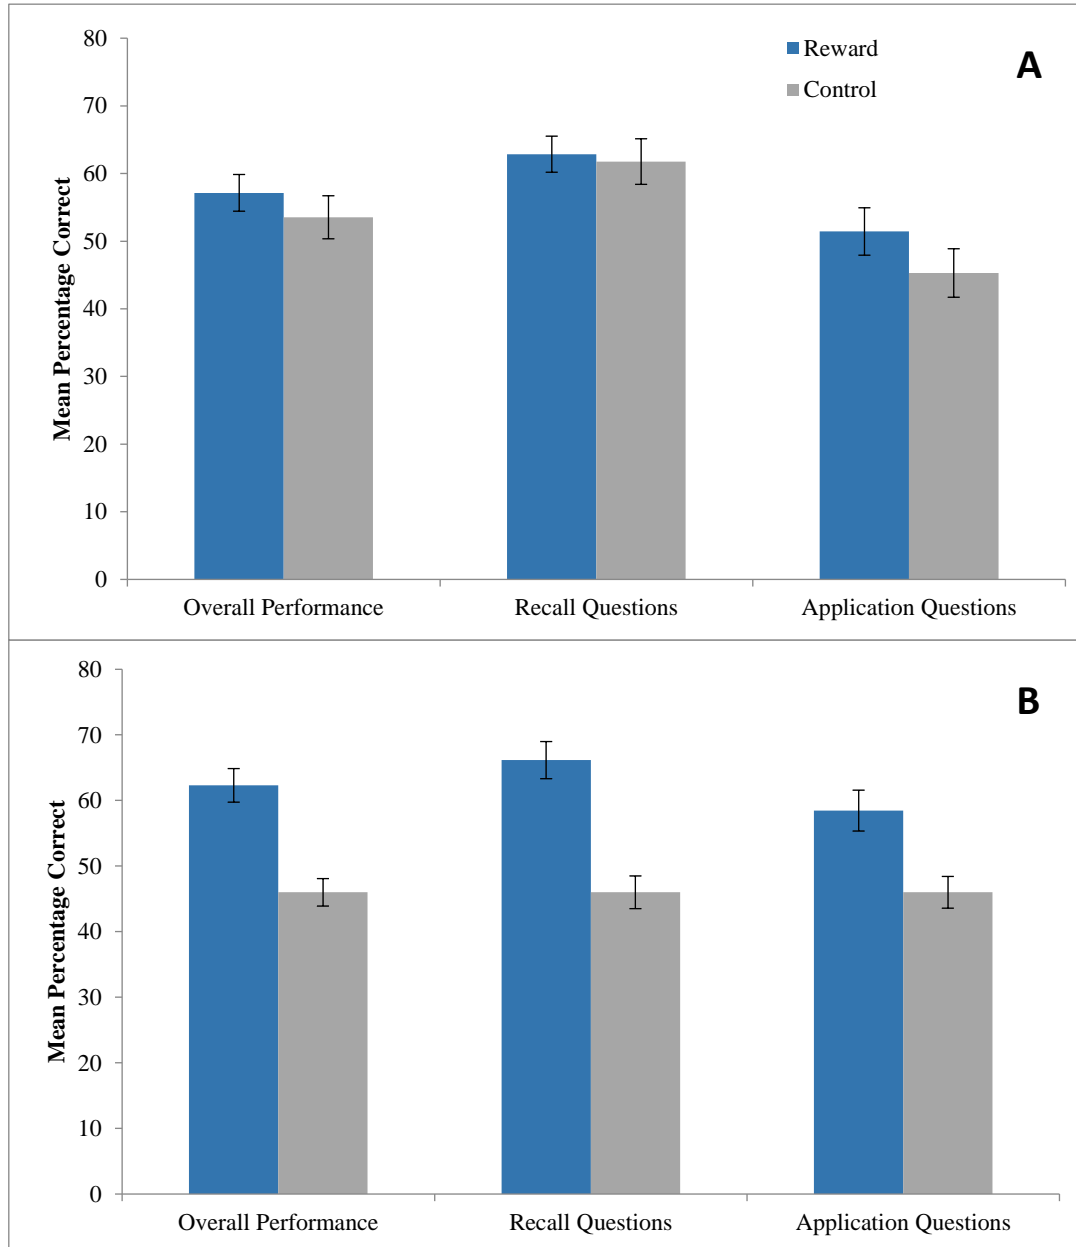 80
70
60
50
40
30
20
10
0
Mean Percentage Correct
Reward
Control
A
Overall Performance
Recall Questions
Application Questions
80
70
60
50
40
30
20
10
0
Mean Percentage Correct
B
Overall Performance
Recall Questions
Application Questions